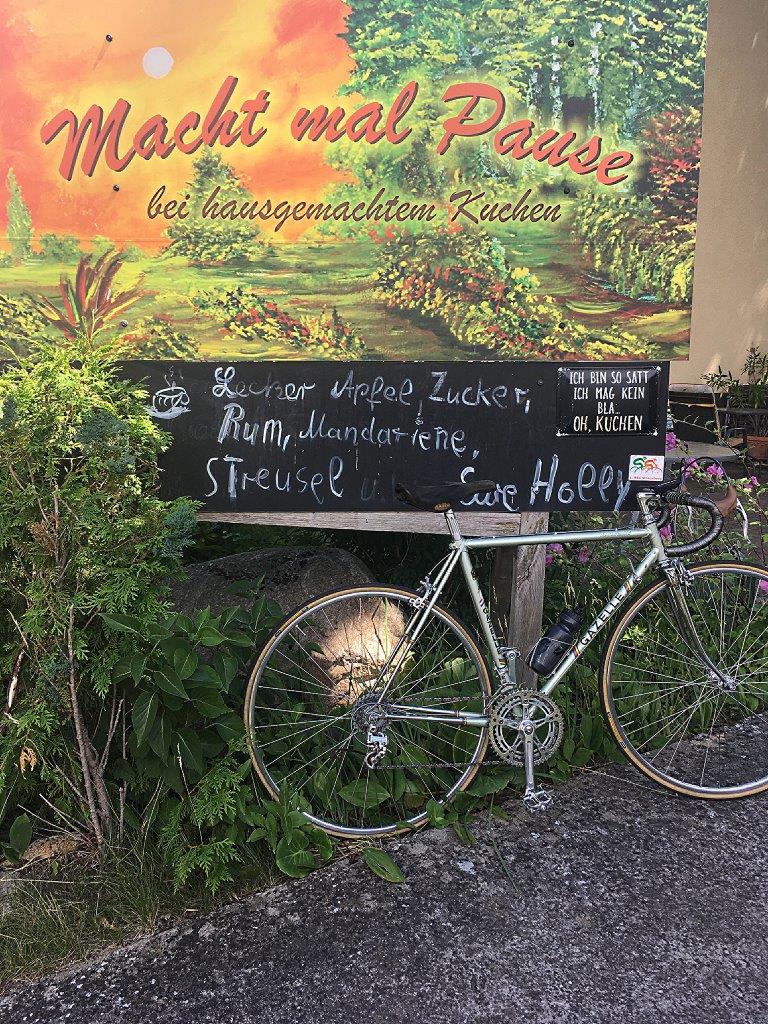 Macht mal Pause
bei hausgemachtem Kuchen
Lecker Apfel, Zucker,
Rum, Mandariene,
Streusel
Eure Holly
ICH BIN SO SATT
ICH MAG KEIN
BLA...
OH, KUCHEN
GAZELLE